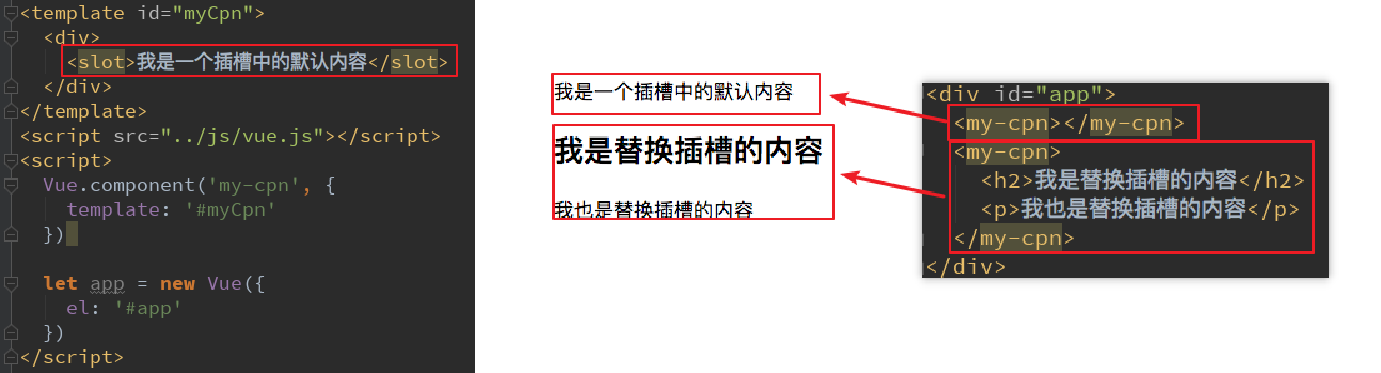 <template id="myCpn">
  <div>
    <slot>我是一个插槽中的默认内容</slot>
  </div>
</template>
<script src="../js/vue.js"></script>
<script>
  Vue.component('my-cpn', {
    template: '#myCpn'
  })

  let app = new Vue({
    el: '#app'
  })
</script>
我是一个插槽中的默认内容
我是替换插槽的内容
我也是替换插槽的内容
<div id="app">
  <my-cpn></my-cpn>
  <my-cpn>
    <h2>我是替换插槽的内容</h2>
    <p>我也是替换插槽的内容</p>
  </my-cpn>
</div>